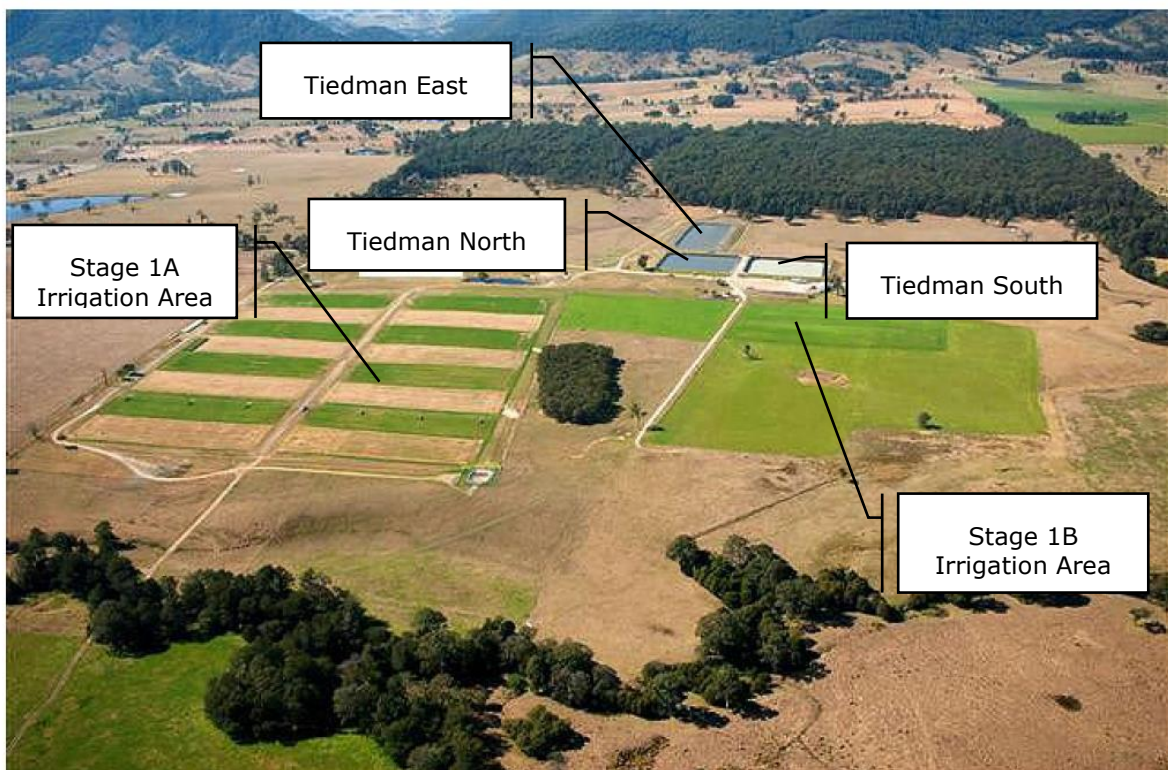 Tiedman East
Tiedman North
Stage 1A
Irrigation Area
Tiedman South
Stage 1B
Irrigation Area